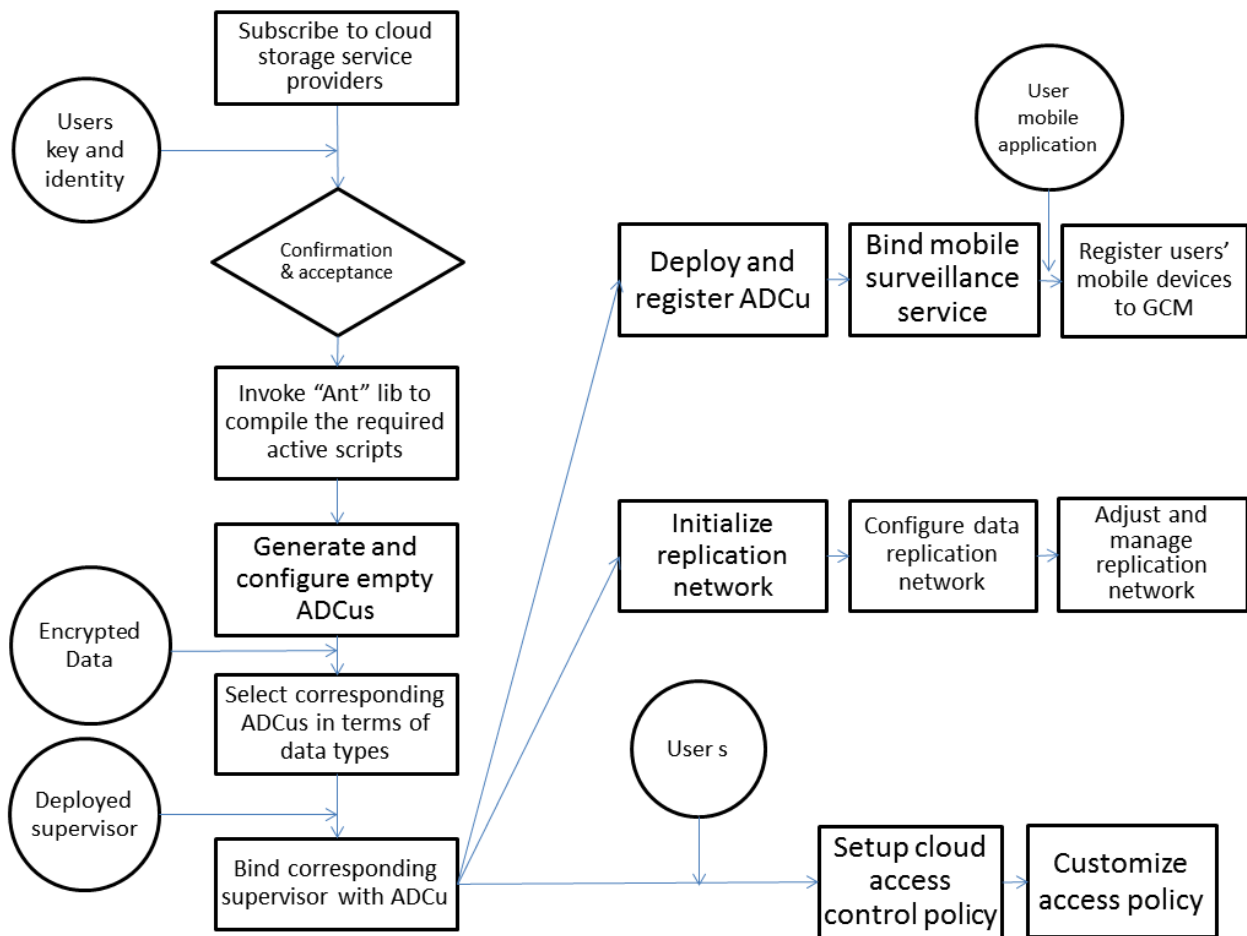 Subscribe to cloud
storage service
providers
Users
key and
identity
Confirmation
& acceptance
Invoke “Ant” lib to
compile the required
active scripts
Generate and
configure empty
ADCus
Encrypted
Data
Select corresponding
ADCus in terms of
data types
Deployed
supervisor
Bind corresponding
supervisor with ADCu
User
mobile
application
Deploy and
register ADCu
Bind mobile
surveillance
service
Register users’
mobile devices
to GCM
Initialize
replication
network
Configure data
replication
network
Adjust and
manage
replication
network
User s
Setup cloud
access
control policy
Customize
access policy